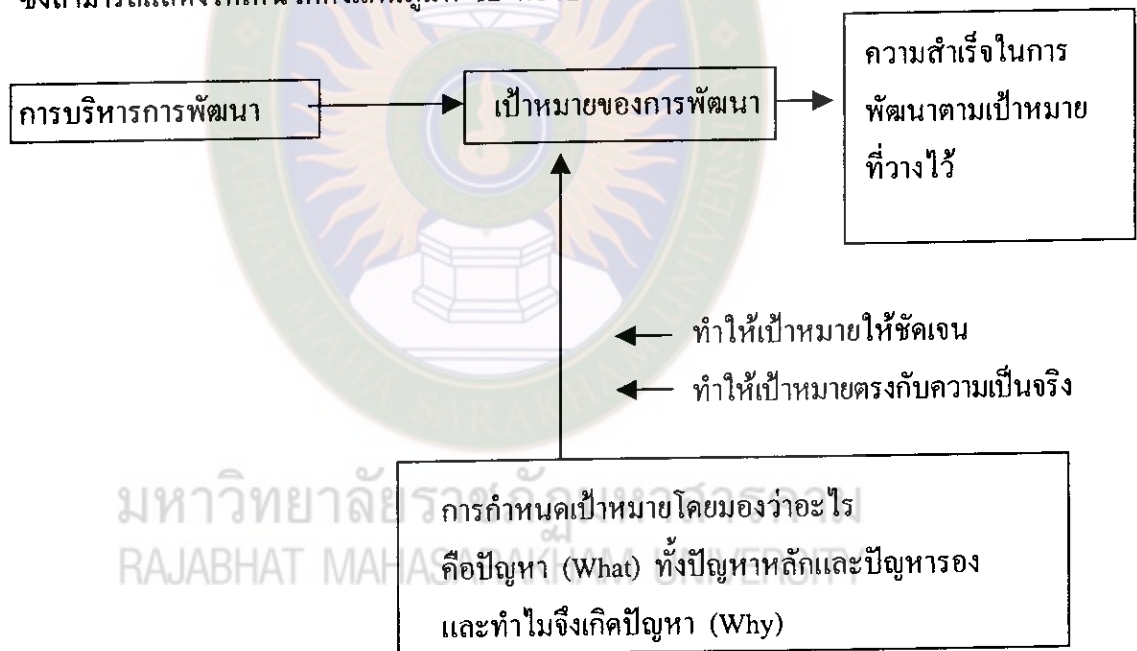 การบริหารการพัฒนา
เป้าหมายของการพัฒนา
ความสำเร็จในการ
พัฒนาตามเป้าหมาย
ที่วางไว้
ทำให้เป้าหมายให้ชัดเจน
ทำให้เป้าหมายตรงกับความเป็นจริง
การกำหนดเป้าหมายโดยมองว่าอะไร
คือปัญหา (What) ทั้งปัญหาหลักและปัญหารอง
และทำไมจึงเกิดปัญหา (Why)
มหาวิทยาลัยราชภัฏมหาสารคาม
RAJABHAT MAHASARAKHAM UNIVERSITY